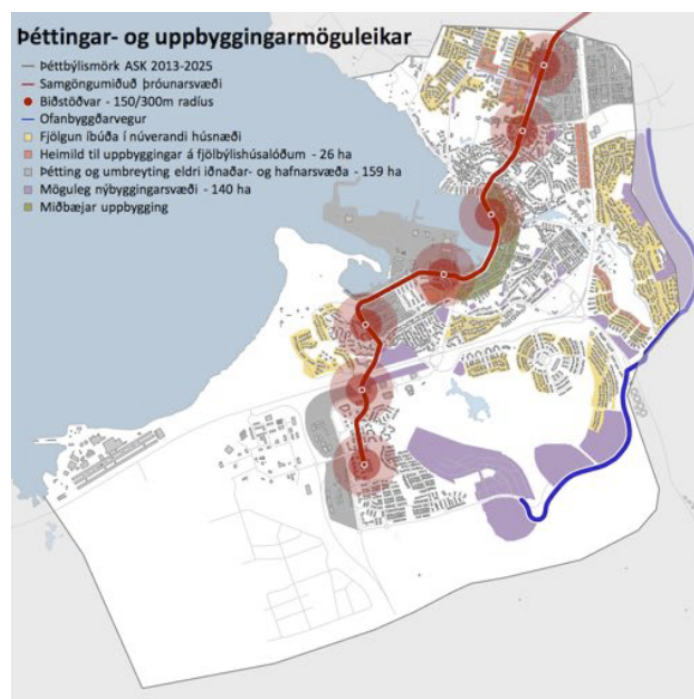 Þéttingar- og uppbyggingarmöguleikar
Þéttbýlismörk ASK 2013-2025
Samgöngumiðuð þróunarsvæði
Biðstöðvar - 150/300m radíus
Ofanbyggðarvegur
Fjölgun íbúða í núverandi húsnæði
Heimild til uppbyggingar á fjölbýlishúsalóðum - 26 ha
Þétting og umbreyting eldri iðnaðar- og hafnarsvæða - 159 ha
Möguleg nýbyggingarsvæði - 140 ha
Miðbæjar uppbygging